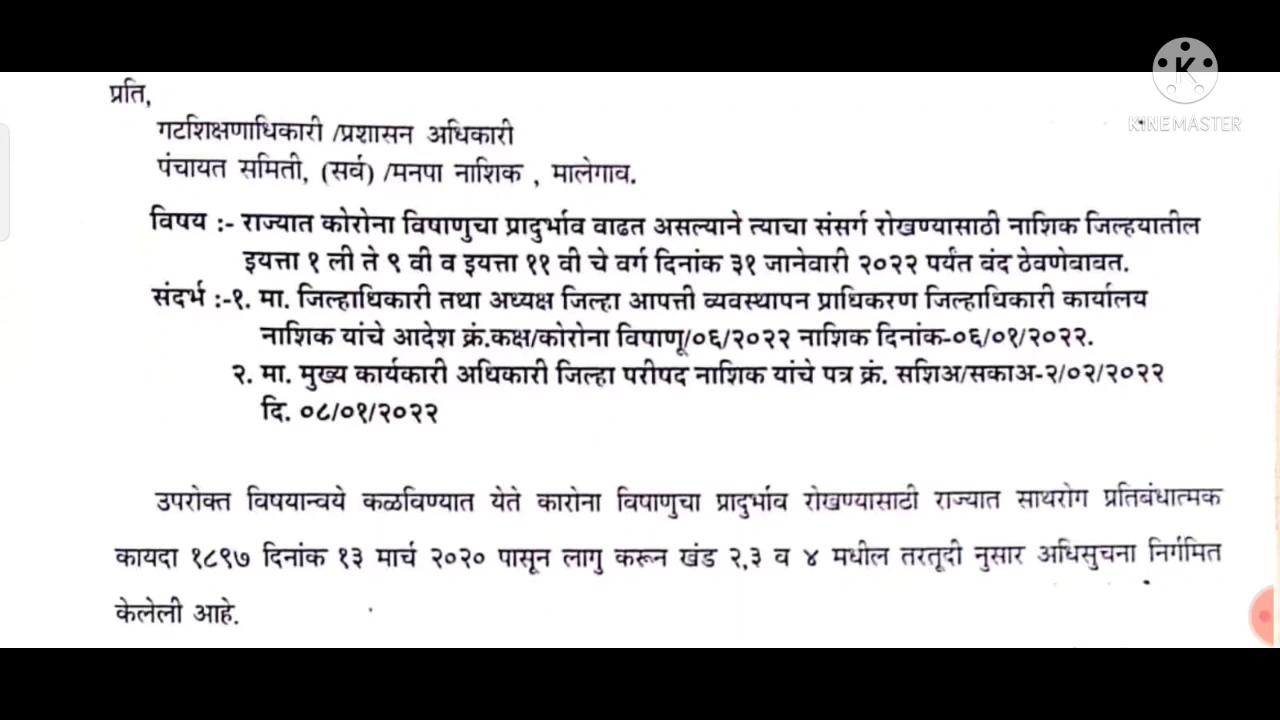 KINEMASTER
प्रति,
गटशिक्षणाधिकारी /प्रशासन अधिकारी
पंचायत समिती, (सर्व) /मनपा नाशिक , मालेगाव.
विषय :- राज्यात कोरोना विषाणुचा प्रादुर्भाव वाढत असल्याने त्याचा संसर्ग रोखण्यासाठी नाशिक जिल्हयातील
इयत्ता १ ली ते ९ वी व इयत्ता ११ वी चे वर्ग दिनांक ३१ जानेवारी २०२२ पर्यंत बंद ठेवणेबाबत.
संदर्भ :-१. मा. जिल्हाधिकारी तथा अध्यक्ष जिल्हा आपत्ती व्यवस्थापन प्राधिकरण जिल्हाधिकारी कार्यालय
नाशिक यांचे आदेश क्रं.कक्ष/कोरोना विषाणू/०६/२०२२ नाशिक दिनांक-०६/०१/२०२२.
२. मा. मुख्य कार्यकारी अधिकारी जिल्हा परीषद नाशिक यांचे पत्र क्रं. सशिअ/सकाअ-२/०२/२०२२
दि. ०८/०१/२०२२
उपरोक्त विषयान्वये कळविण्यात येते कारोना विषाणुचा प्रादुर्भाव रोखण्यासाठी राज्यात साथरोग प्रतिबंधात्मक
कायदा १८९७ दिनांक १३ मार्च २०२० पासून लागु करून खंड २,३ व ४ मधील तरतूदी नुसार अधिसुचना निर्गमित
केलेली आहे.